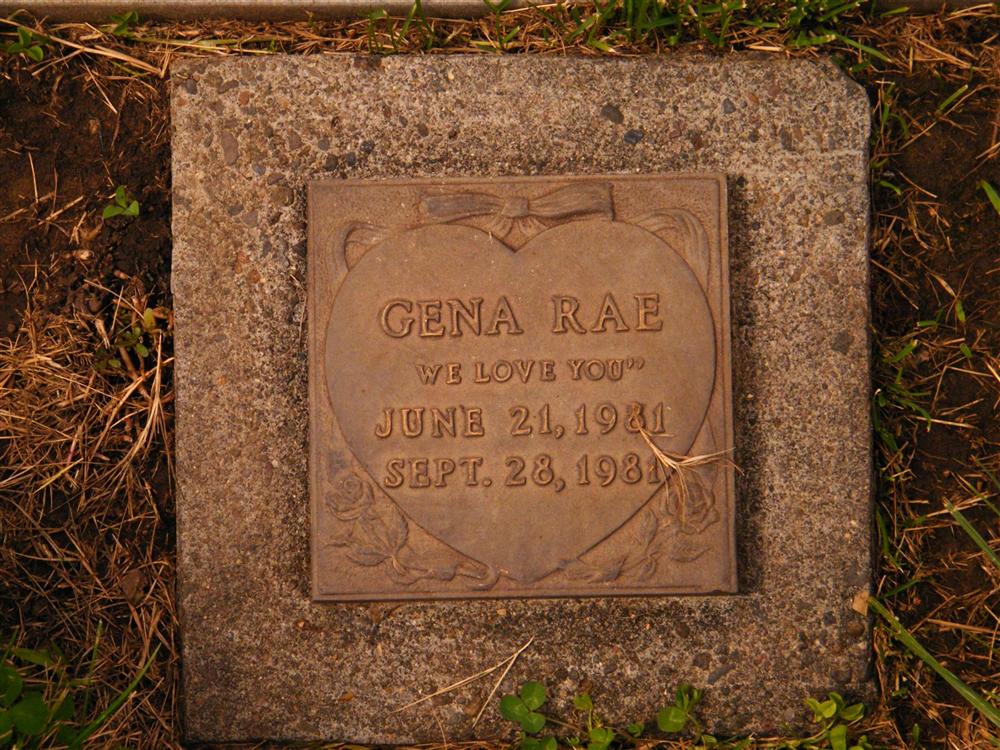 GENA RAE
WE LOVE YOU"
JUNE 21, 1981
SEPT. 28, 1981